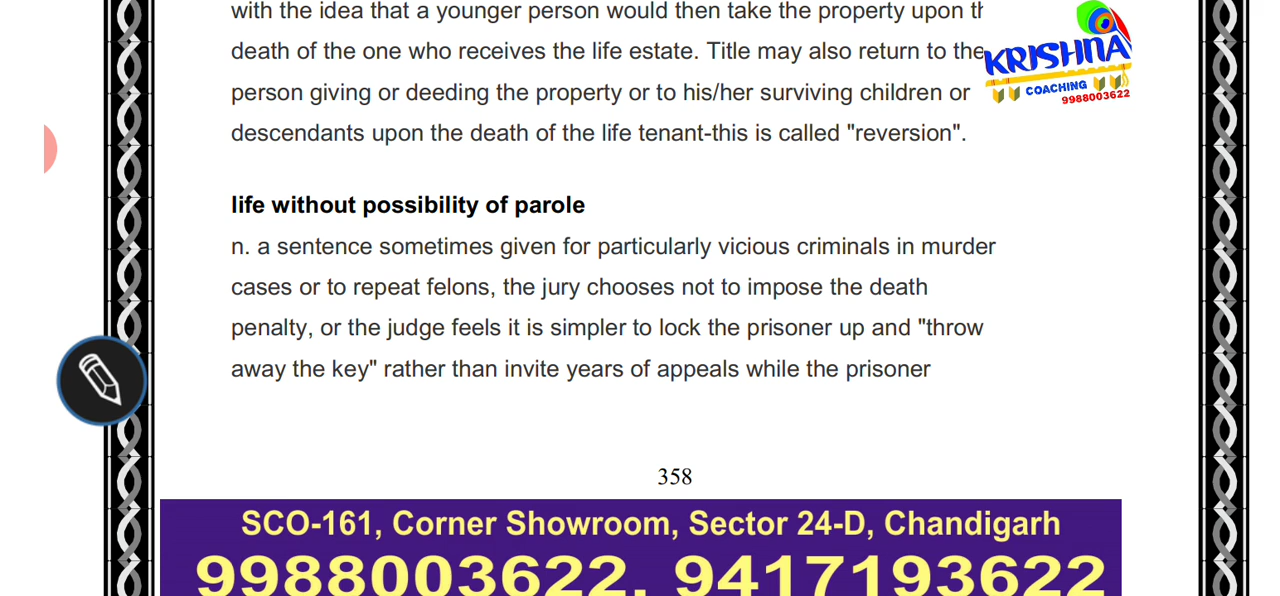 with the idea that a younger person would then take the property upon
death of the one who receives the life estate. Title may also return to the
person giving or deeding the property or to his/her surviving children or
descendants upon the death of the life tenant-this is called "reversion".
KRISHNA
COACHING
9988003622
life without possibility of parole
n. a sentence sometimes given for particularly vicious criminals in murder
cases or to repeat felons, the jury chooses not to impose the death
penalty, or the judge feels it is simpler to lock the prisoner up and "throw
away the key" rather than invite years of appeals while the prisoner
358
SCO-161, Corner Showroom, Sector 24-D, Chandigarh
9988003622, 9417193622